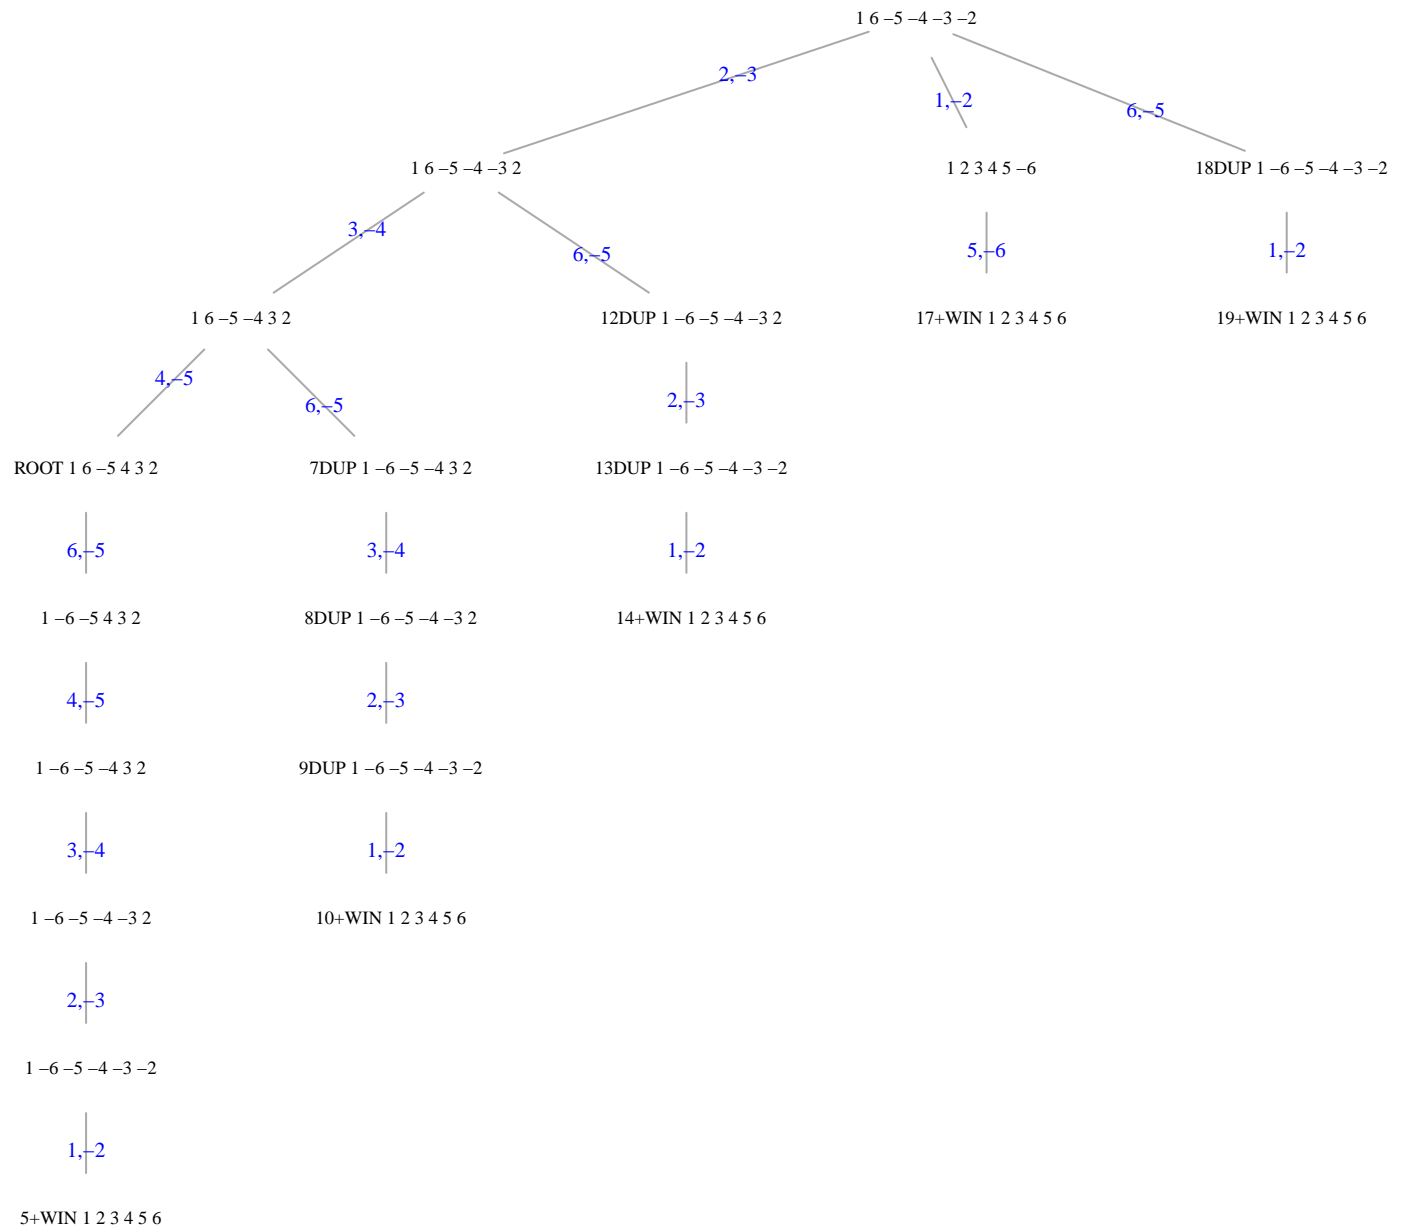 1 6 –5 –4 –3 –2
2,–3
1,–2
6,–5
1 6 –5 –4 –3 2
1 2 3 4 5 –6
18DUP 1 –6 –5 –4 –3 –2
3,–4
6,–5
5,–6
1,–2
1 6 –5 –4 3 2
12DUP 1 –6 –5 –4 –3 2
17+WIN 1 2 3 4 5 6
19+WIN 1 2 3 4 5 6
4,–5
6,–5
2,–3
ROOT 1 6 –5 4 3 2
7DUP 1 –6 –5 –4 3 2
13DUP 1 –6 –5 –4 –3 –2
6,–5
3,–4
1,–2
1 –6 –5 4 3 2
8DUP 1 –6 –5 –4 –3 2
14+WIN 1 2 3 4 5 6
4,–5
2,–3
1 –6 –5 –4 3 2
9DUP 1 –6 –5 –4 –3 –2
3,–4
1,–2
1 –6 –5 –4 –3 2
10+WIN 1 2 3 4 5 6
2,–3
1 –6 –5 –4 –3 –2
1,–2
5+WIN 1 2 3 4 5 6